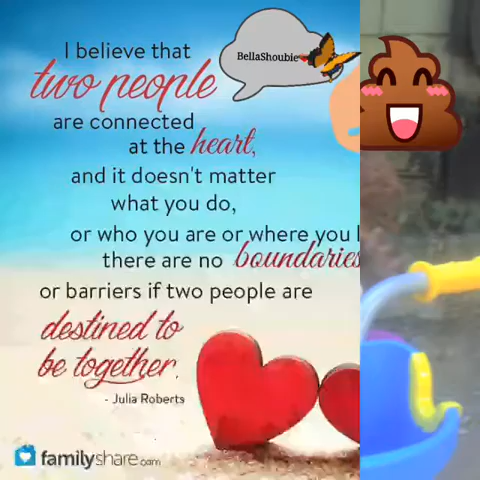 BellaShoubie
I believe that
two people
are connected
at the heart,
and it doesn't matter
what you do,
or who you are or where you
there are no boundaries
or barriers if two people are
destined to
be together.
- Julia Roberts
familyshare.com